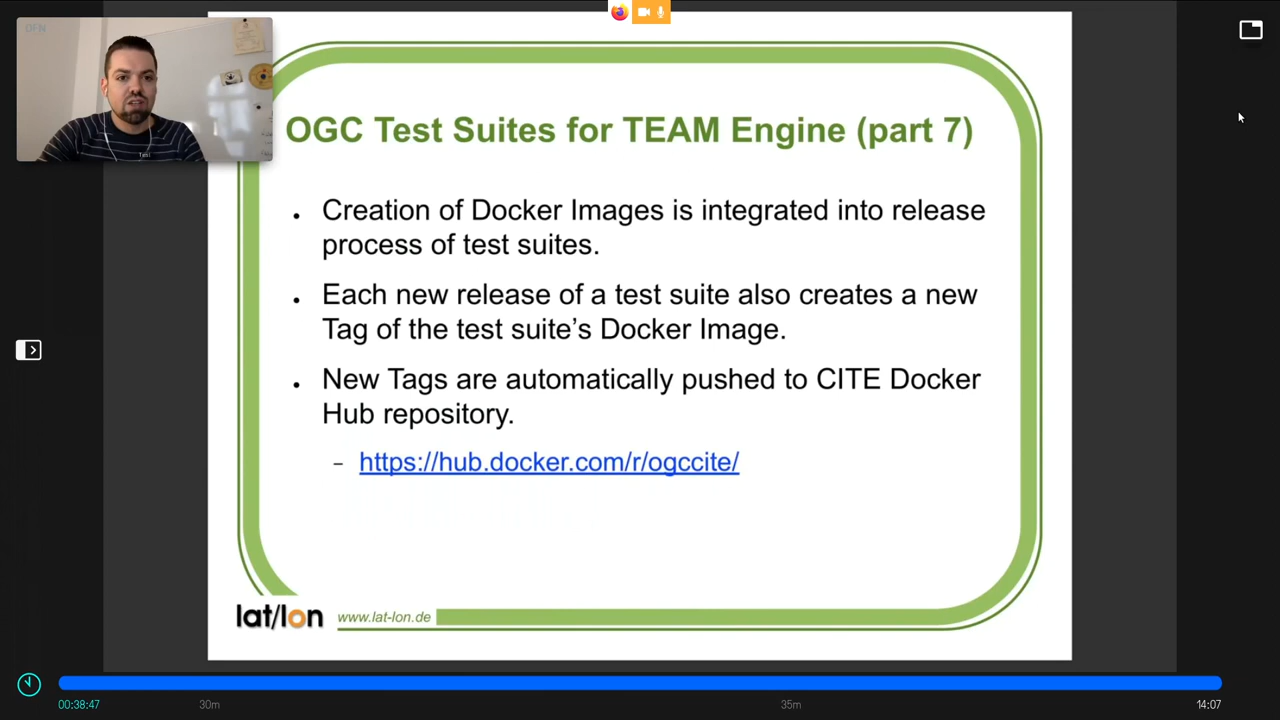 DFN
OGC Test Suites for TEAM Engine (part 7)
• Creation of Docker Images is integrated into release
process of test suites.
• Each new release of a test suite also creates a new
Tag of the test suite’s Docker Image.
• New Tags are automatically pushed to CITE Docker
Hub repository.
– https://hub.docker.com/r/ogccite/
lat/lon
www.lat-lon.de
00:38:47
30m
35m
14:07